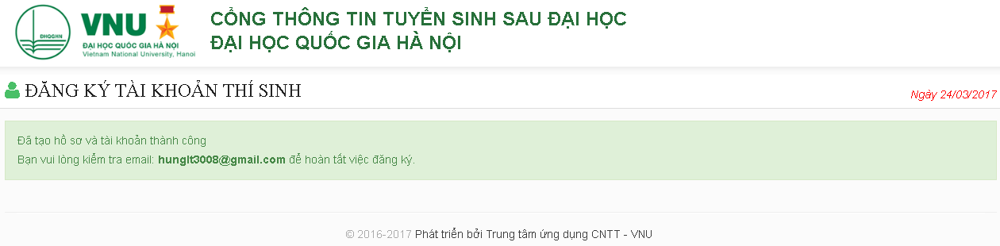 ĐHQGHN
VNU
ĐẠI HỌC QUỐC GIA HÀ NỘI
Vietnam National University, Hanoi
CỔNG THÔNG TIN TUYỂN SINH SAU ĐẠI HỌC
ĐẠI HỌC QUỐC GIA HÀ NỘI
ĐĂNG KÝ TÀI KHOẢN THÍ SINH
Ngày 24/03/2017
Đã tạo hồ sơ và tài khoản thành công
Bạn vui lòng kiểm tra email: hunglt3008@gmail.com để hoàn tất việc đăng ký.
© 2016-2017 Phát triển bởi Trung tâm ứng dụng CNTT - VNU